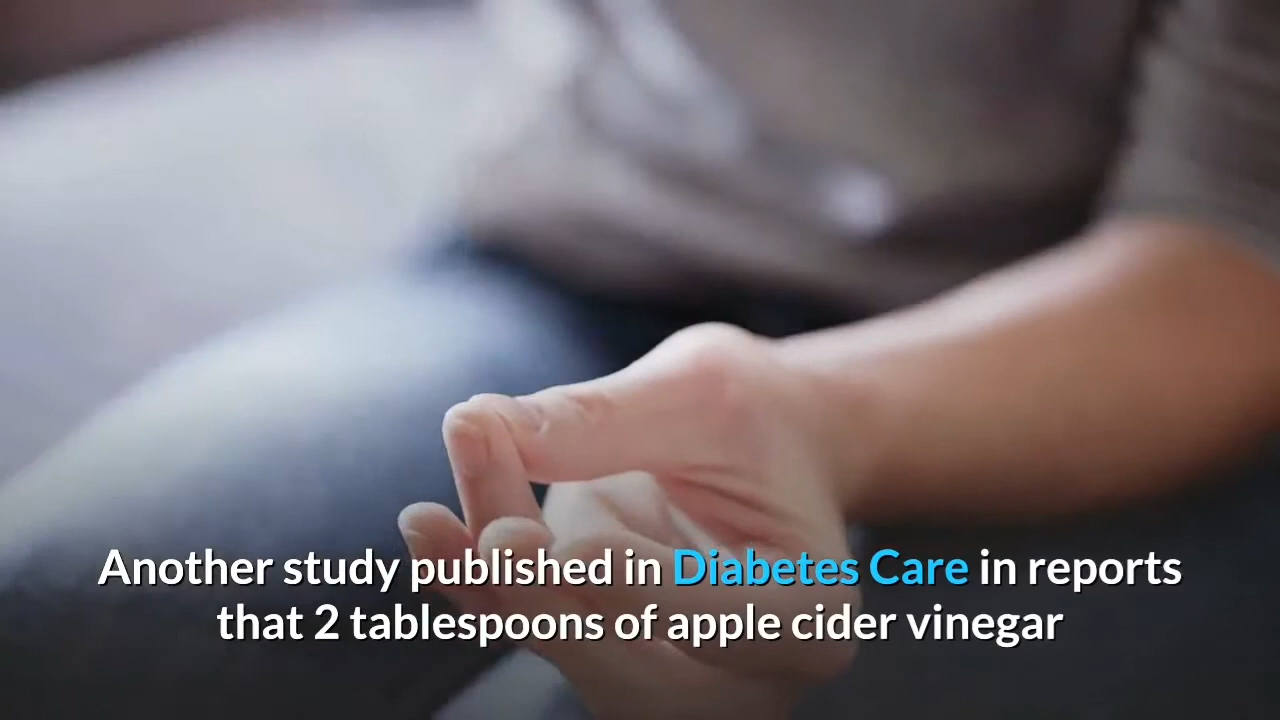 Another study published in Diabetes Care in reports
that 2 tablespoons of apple cider vinegar